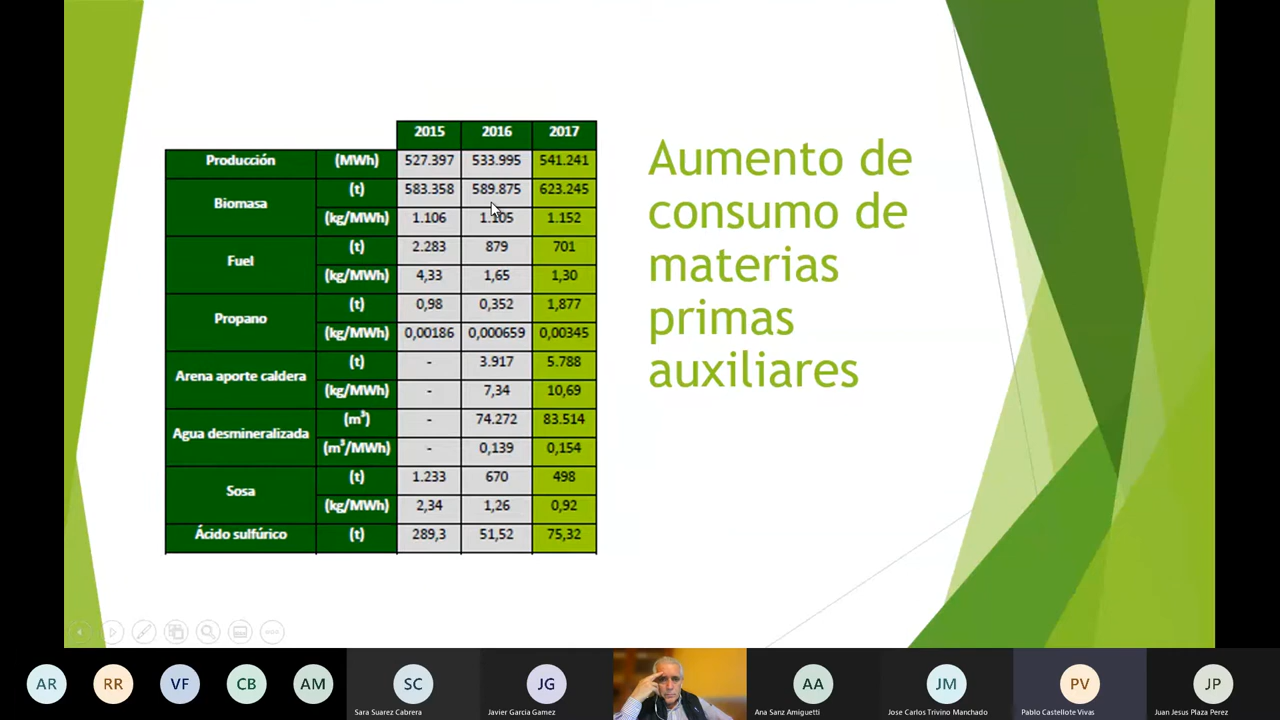 2015 2016 2017
Producción (MWh) 527.397 533.995 541.241
Biomasa (t) 583.358 589.875 623.245
(kg/MWh) 1.106 1.105 1.152
Fuel (t) 2.283 879 701
(kg/MWh) 4,33 1,65 1,30
Propano (t) 0,98 0,352 1,877
(kg/MWh) 0,00186 0,000659 0,00345
Arena aporte caldera (t) - 3.917 5.788
(kg/MWh) - 7,34 10,69
Agua desmineralizada (m³) - 74.272 83.514
(m³/MWh) - 0,139 0,154
Sosa (t) 1.233 670 498
(kg/MWh) 2,34 1,26 0,92
Ácido sulfúrico (t) 289,3 51,52 75,32
Aumento de
consumo de
materias
primas
auxiliares
AR RR VF CB AM SC JG AA JM PV JP
Sara Suarez Cabrera Javier Garcia Gamez Ana Sanz Amiguetti Jose Carlos Trivino Manchado Pablo Castellote Vivas Juan Jesus Plaza Perez